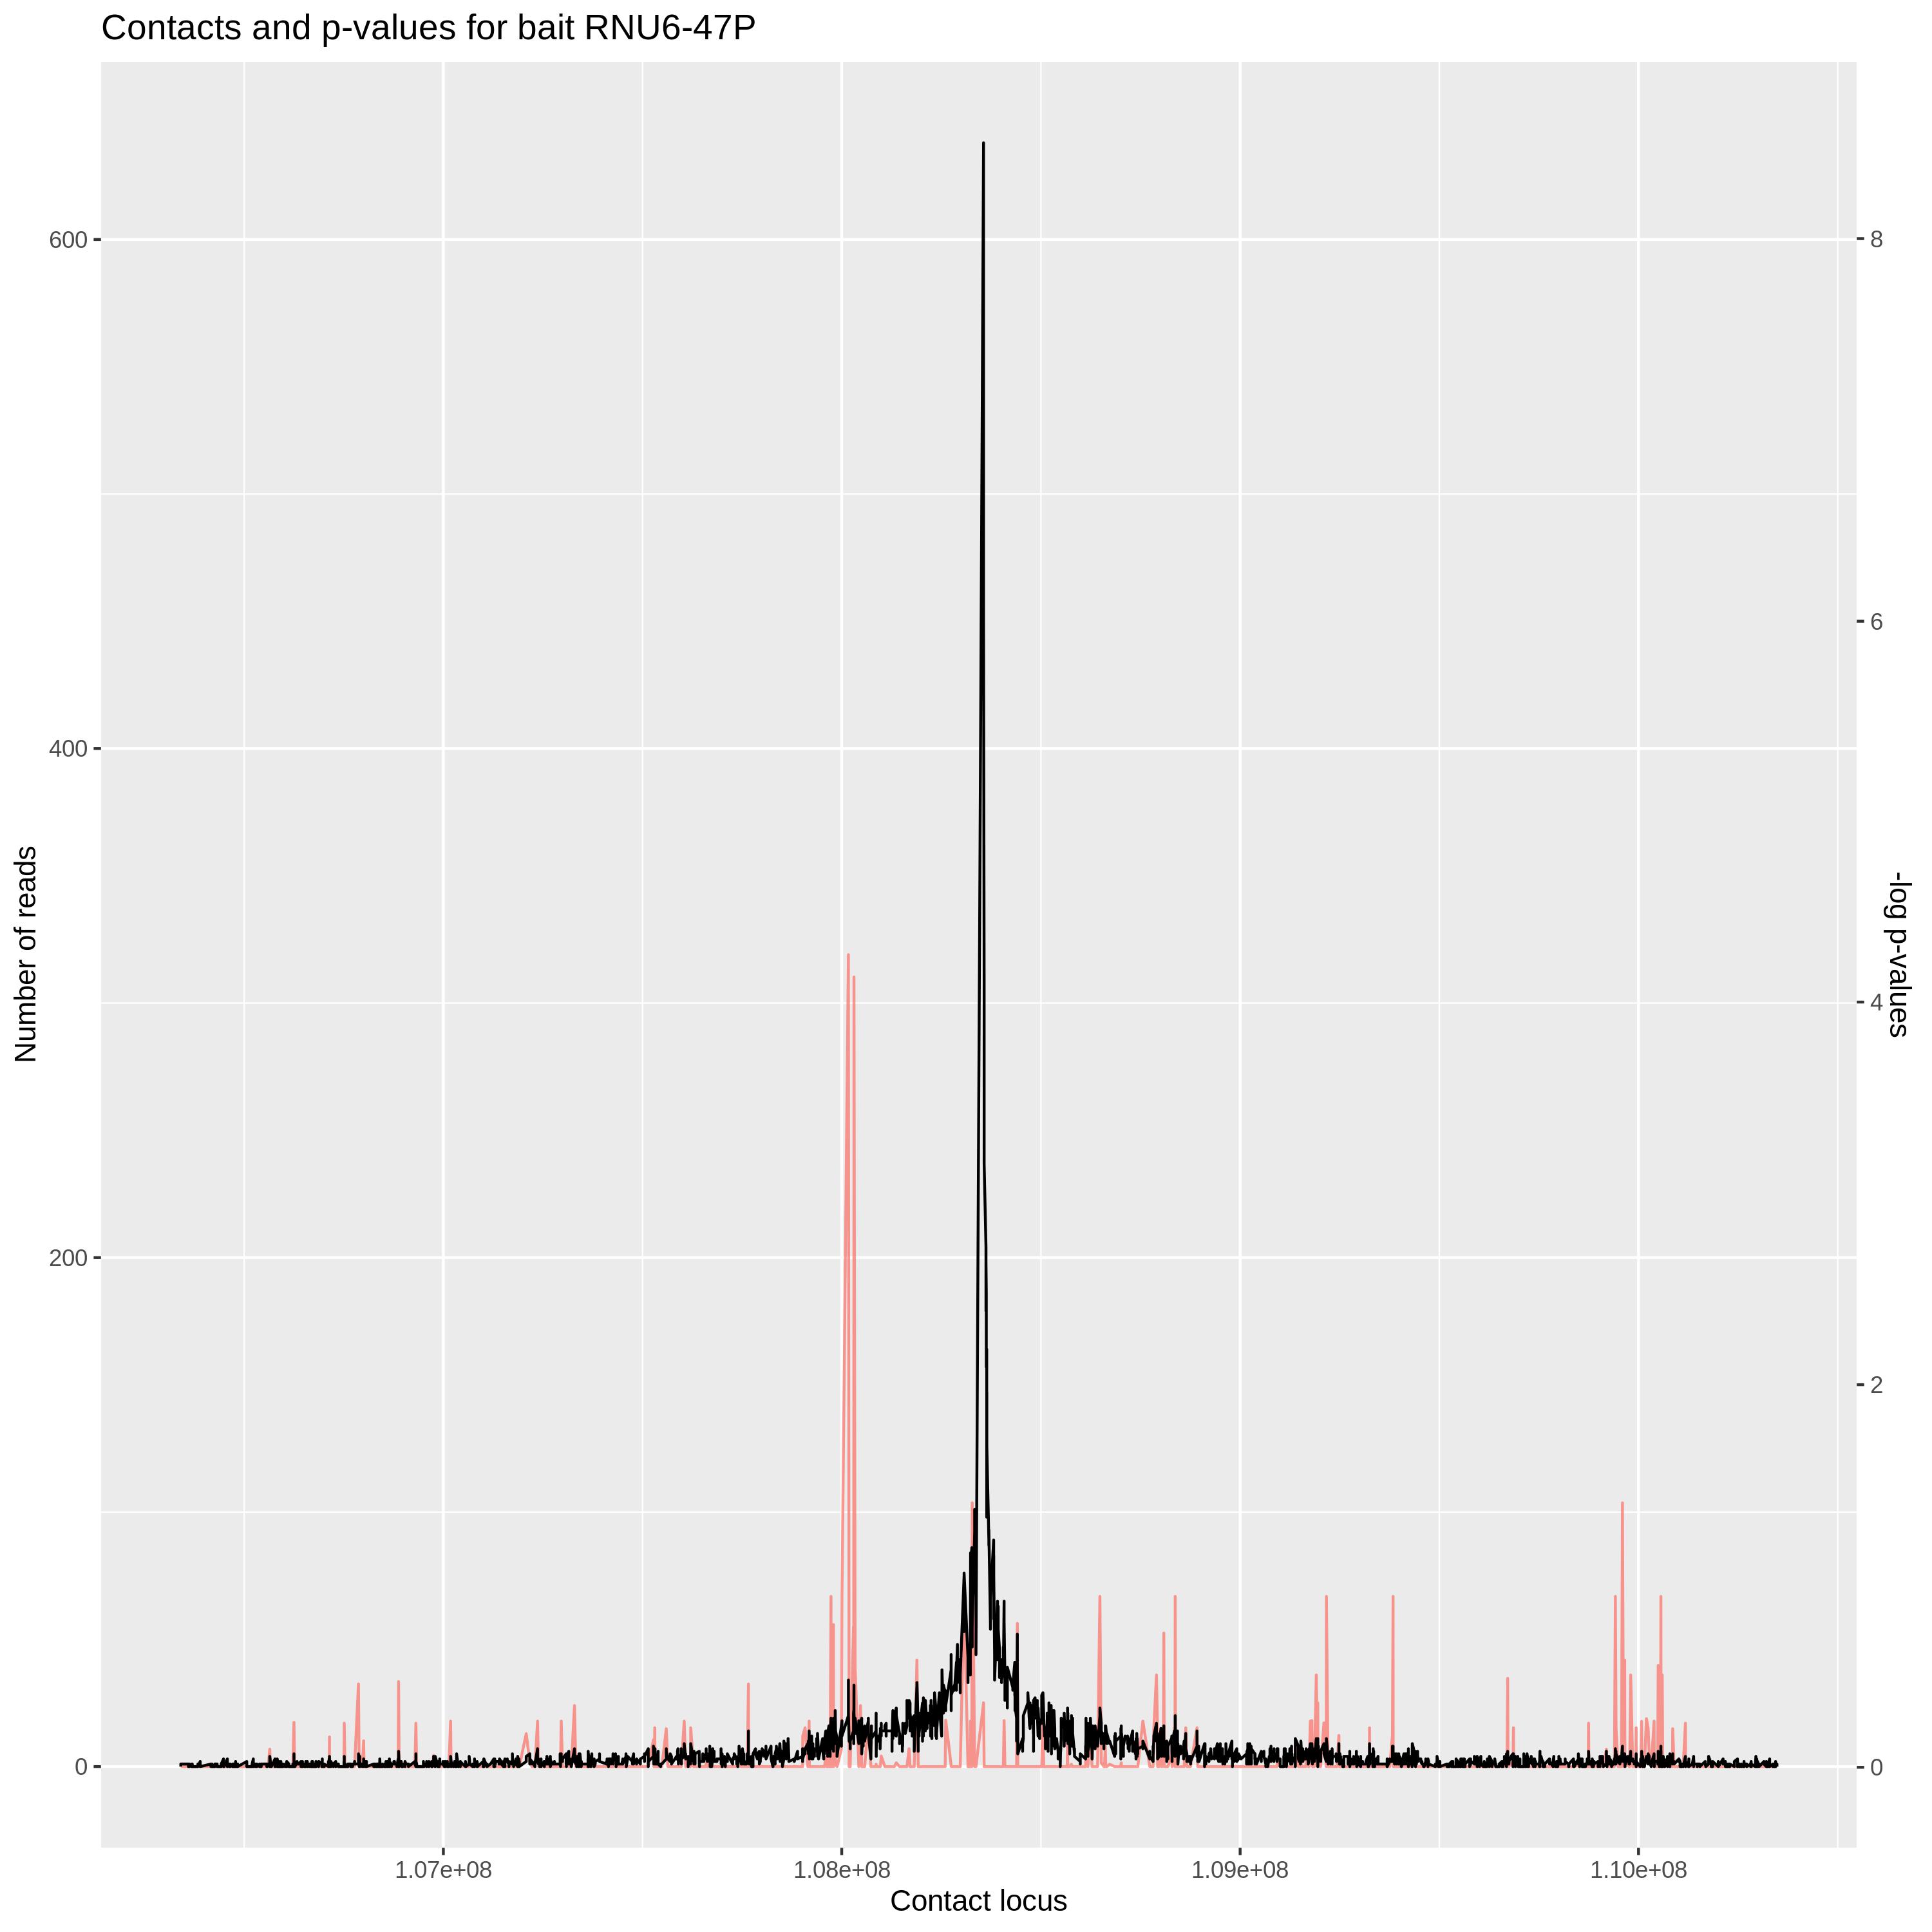 Contacts and p-values for bait RNU6-47P
600
400
200
0
Number of reads
8
6
4
2
0
-log p-values
1.07e+08
1.08e+08
1.09e+08
1.10e+08
Contact locus